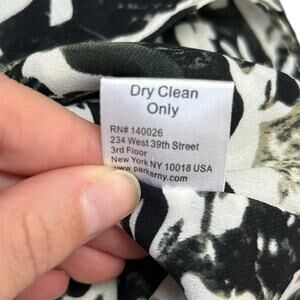 Dry Clean
Only
RN# 140026
234 West 39th Street
3rd Floor
New York NY 10018 USA
www.parkerny.com